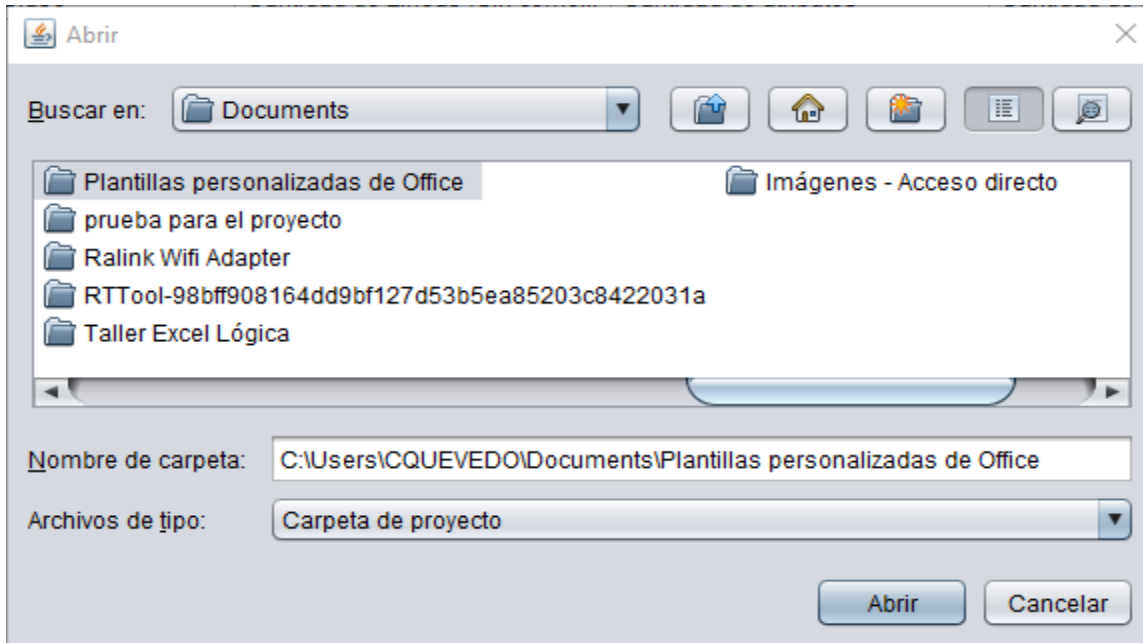 Abrir
Buscar en: Documents
Plantillas personalizadas de Office
Imágenes - Acceso directo
prueba para el proyecto
Ralink Wifi Adapter
RTTool-98bff908164dd9bf127d53b5ea85203c8422031a
Taller Excel Lógica
Nombre de carpeta: C:\Users\CQUEVEDO\Documents\Plantillas personalizadas de Office
Archivos de tipo: Carpeta de proyecto
Abrir Cancelar